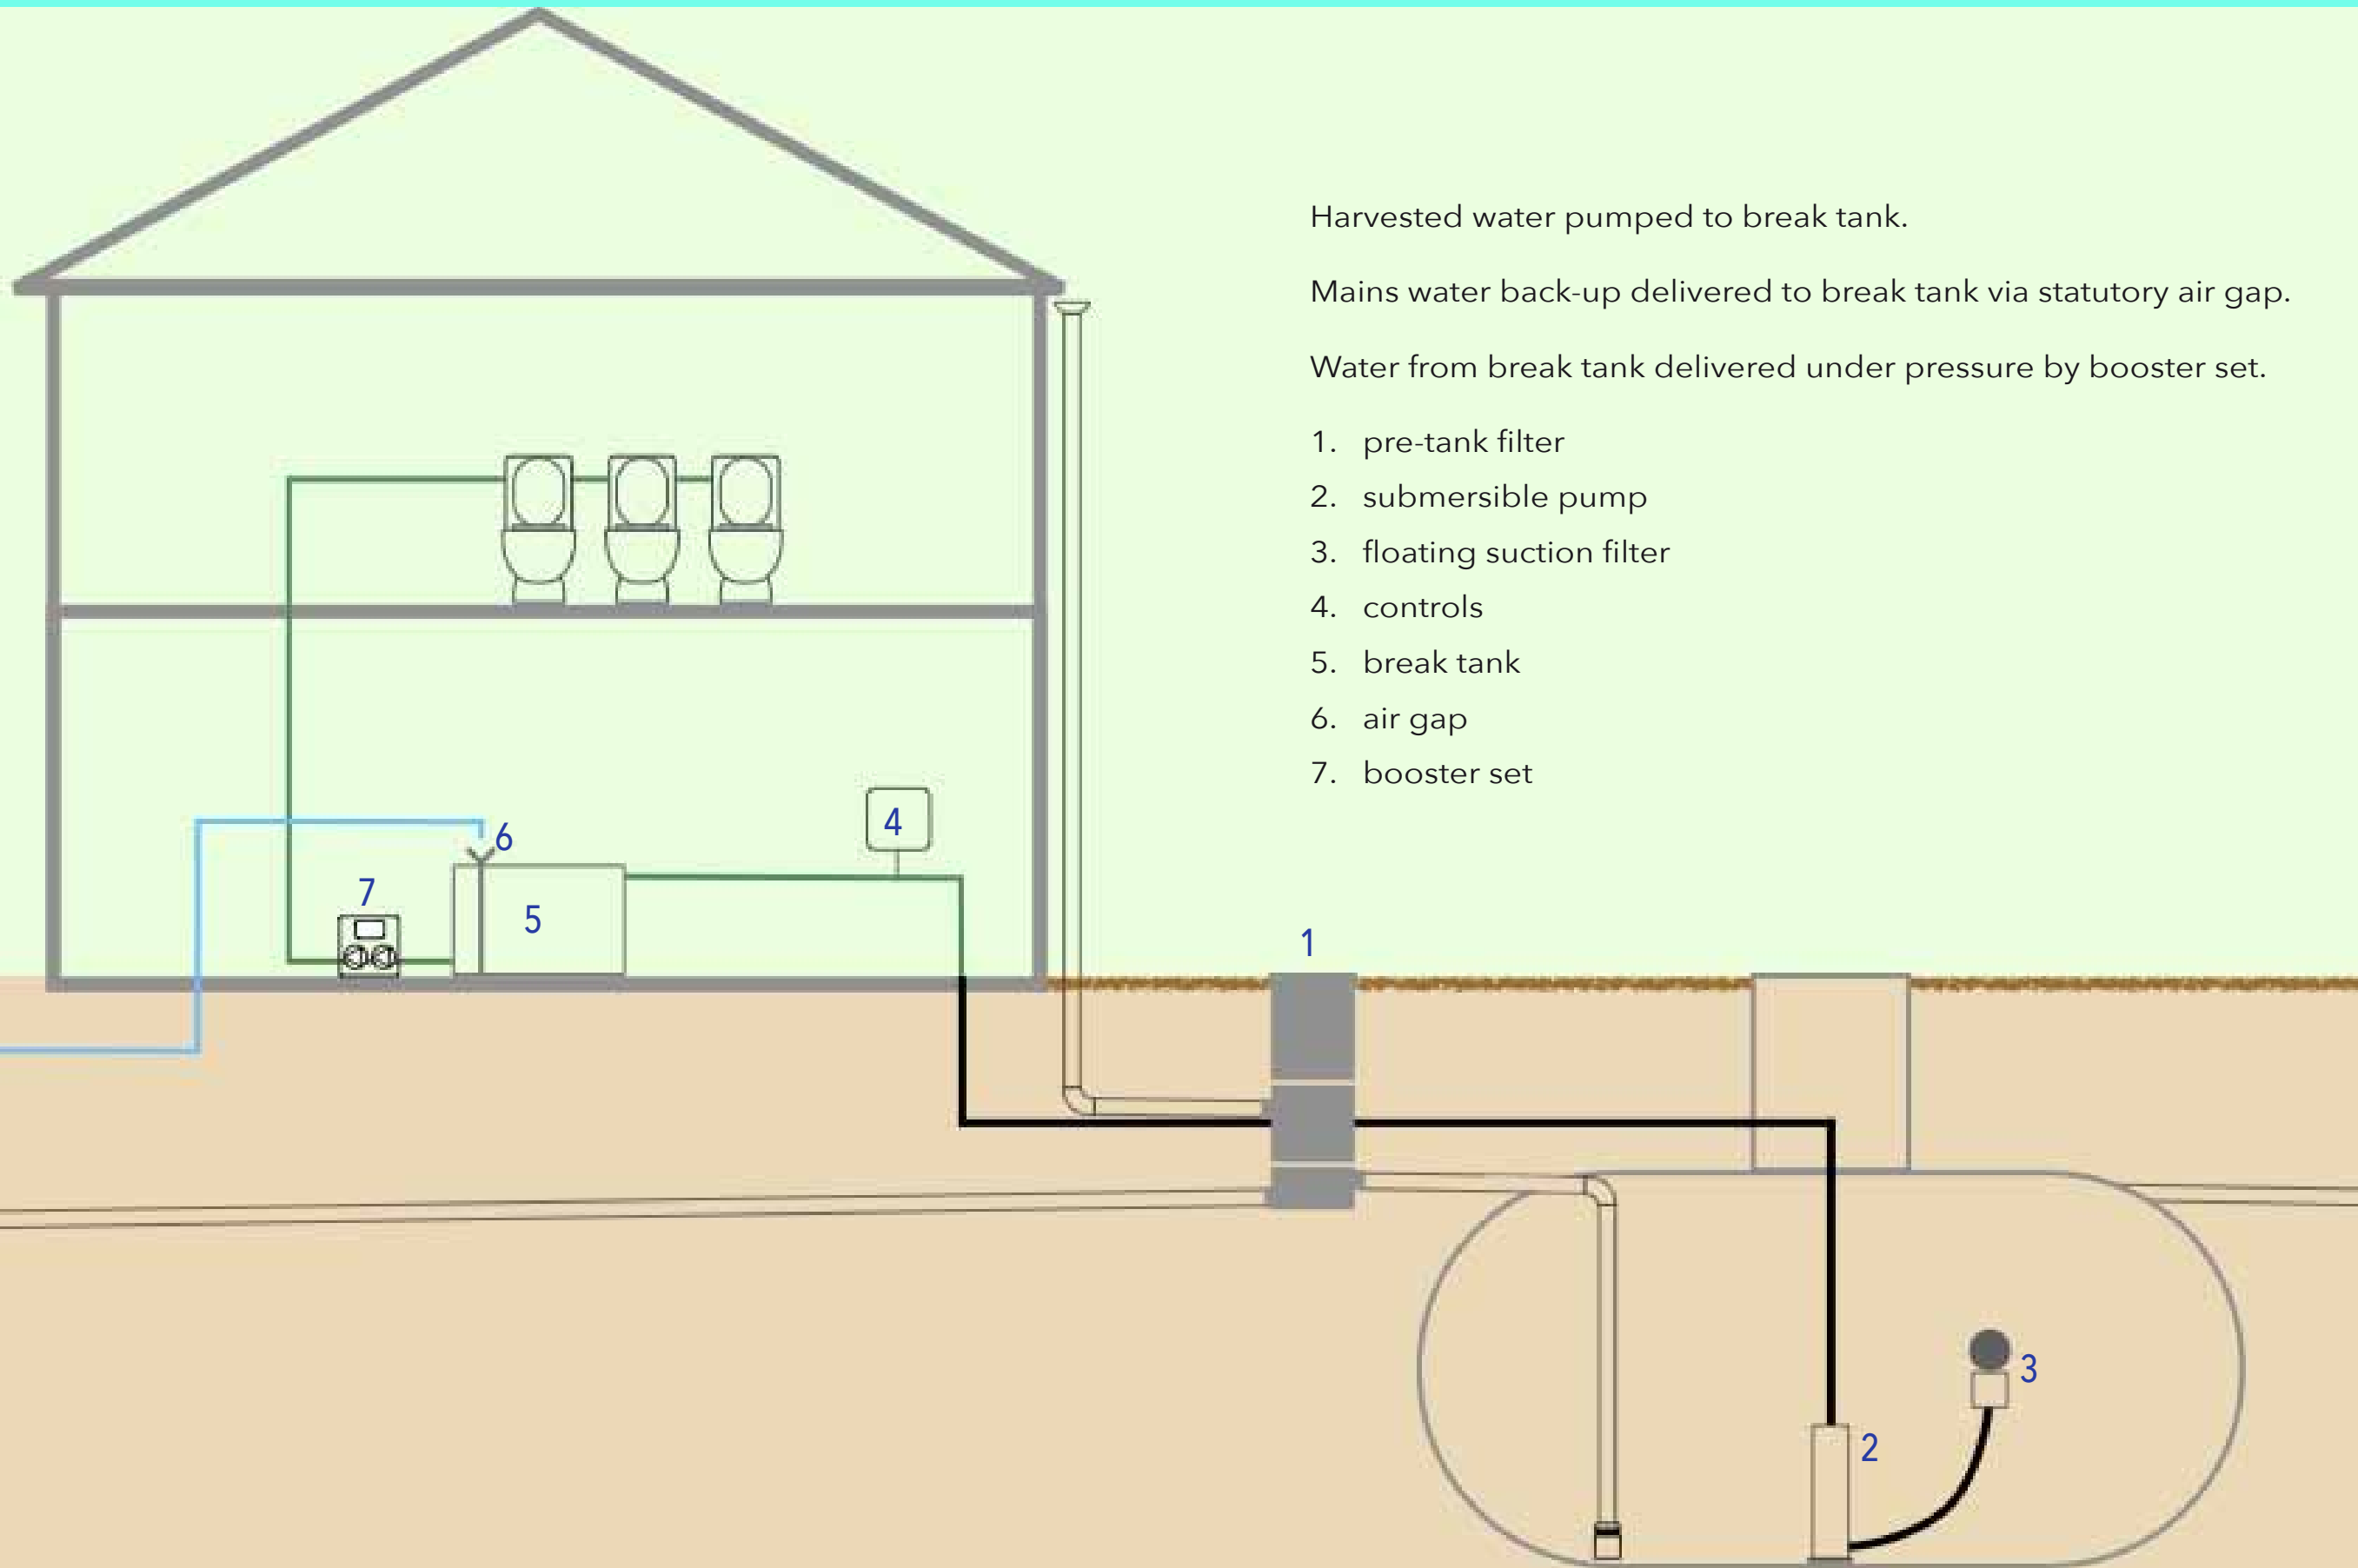 Harvested water pumped to break tank.
Mains water back-up delivered to break tank via statutory air gap.
Water from break tank delivered under pressure by booster set.
1. pre-tank filter
2. submersible pump
3. floating suction filter
4. controls
5. break tank
6. air gap
7. booster set
4
6
7
5
1
3
2